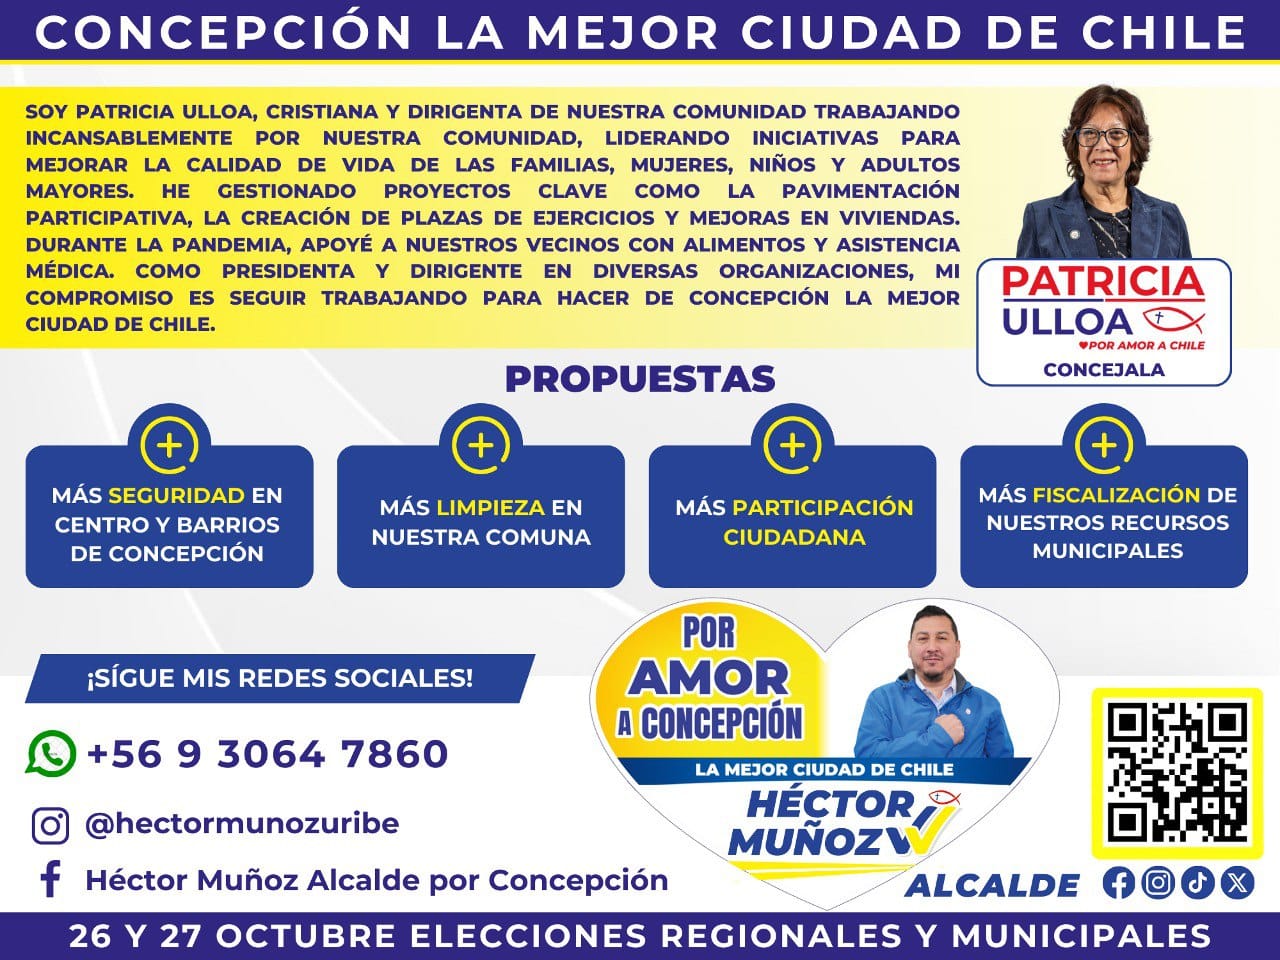 CONCEPCIÓN LA MEJOR CIUDAD DE CHILE
SOY PATRICIA ULLOA, CRISTIANA Y DIRIGENTA DE NUESTRA COMUNIDAD TRABAJANDO
INCANSABLEMENTE POR NUESTRA COMUNIDAD, LIDERANDO INICIATIVAS PARA
MEJORAR LA CALIDAD DE VIDA DE LAS FAMILIAS, MUJERES, NIÑOS Y ADULTOS
MAYORES. HE GESTIONADO PROYECTOS CLAVE COMO LA PAVIMENTACIÓN
PARTICIPATIVA, LA CREACIÓN DE PLAZAS DE EJERCICIOS Y MEJORAS EN VIVIENDAS.
DURANTE LA PANDEMIA, APOYÉ A NUESTROS VECINOS CON ALIMENTOS Y ASISTENCIA
MÉDICA. COMO PRESIDENTA Y DIRIGENTE EN DIVERSAS ORGANIZACIONES, MI
COMPROMISO ES SEGUIR TRABAJANDO PARA HACER DE CONCEPCIÓN LA MEJOR
CIUDAD DE CHILE.
PATRICIA
ULLOA
♥POR AMOR A CHILE
CONCEJALA
PROPUESTAS
MÁS SEGURIDAD EN
CENTRO Y BARRIOS
DE CONCEPCIÓN
MÁS LIMPIEZA EN
NUESTRA COMUNA
MÁS PARTICIPACIÓN
CIUDADANA
MÁS FISCALIZACIÓN DE
NUESTROS RECURSOS
MUNICIPALES
¡SÍGUE MIS REDES SOCIALES!
+56 9 3064 7860
@hectormunozuribe
Héctor Muñoz Alcalde por Concepción
POR
AMOR
A CONCEPCIÓN
LA MEJOR CIUDAD DE CHILE
HÉCTOR
MUÑOZ
ALCALDE
26 Y 27 OCTUBRE ELECCIONES REGIONALES Y MUNICIPALES